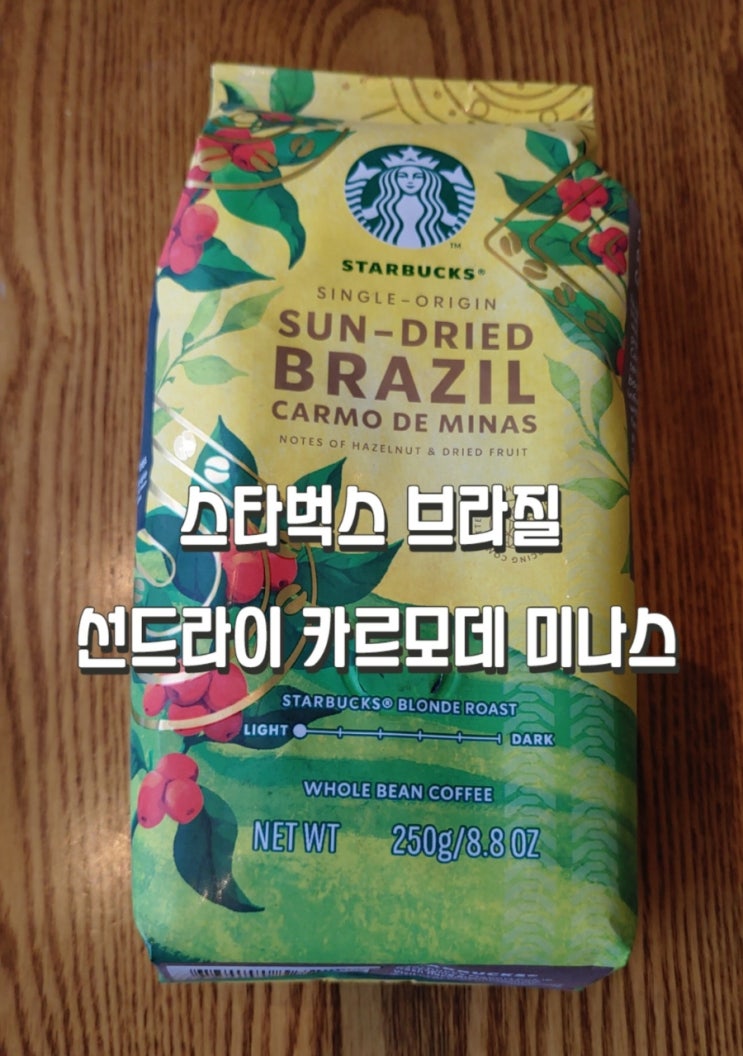 STARBUCKS®
SINGLE-ORIGIN
SUN-DRIED
BRAZIL
CARMO DE MINAS
NOTES OF HAZELNUT & DRIED FRUIT
스타벅스 브라질
선드라이 카르모데 미나스
STARBUCKS® BLONDE ROAST
LIGHT DARK
WHOLE BEAN COFFEE
NET WT 250g/8.8 OZ